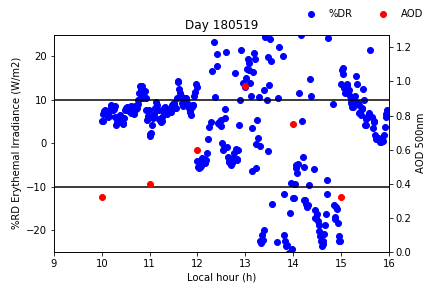 %DR AOD
Day 180519
%RD Erythemal Irradiance (W/m2)
20
10
0
−10
−20
1.2
1.0
0.8
0.6
0.4
0.2
0.0
AOD 500nm
9 10 11 12 13 14 15 16
Local hour (h)